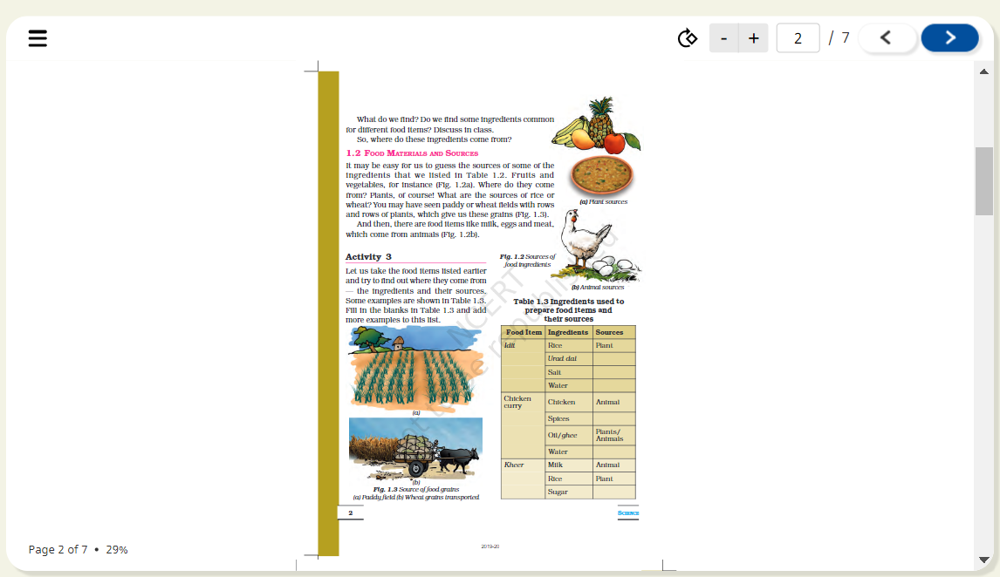 - + 2 / 7
What do we find? Do we find some ingredients common
for different food items? Discuss in class.
So, where do these ingredients come from?
1.2 FOOD MATERIALS AND SOURCES
It may be easy for us to guess the sources of some of the
ingredients that we listed in Table 1.2. Fruits and
vegetables, for instance (Fig. 1.2a). Where do they come
from? Plants, of course! What are the sources of rice or
wheat? You may have seen paddy or wheat fields with rows
and rows of plants, which give us these grains (Fig. 1.3).
And then, there are food items like milk, eggs and meat,
which come from animals (Fig. 1.2b).
(a) Plant sources
Fig. 1.2 Sources of
food ingredients
(b) Animal sources
Activity 3
Let us take the food items listed earlier
and try to find out where they come from
— the ingredients and their sources.
Some examples are shown in Table 1.3.
Fill in the blanks in Table 1.3 and add
more examples to this list.
(a)
(b)
Fig. 1.3 Source of food grains
(a) Paddy field (b) Wheat grains transported
Table 1.3 Ingredients used to
prepare food items and
their sources
Food Item Ingredients Sources
Idli Rice Plant
Urad dal
Salt
Water
Chicken
curry
Chicken Animal
Spices
Oil/ghee Plants/
Animals
Water
Kheer Milk Animal
Rice Plant
Sugar
2 SCIENCE
2019-20
NCERT
be republished
Page 2 of 7 • 29%